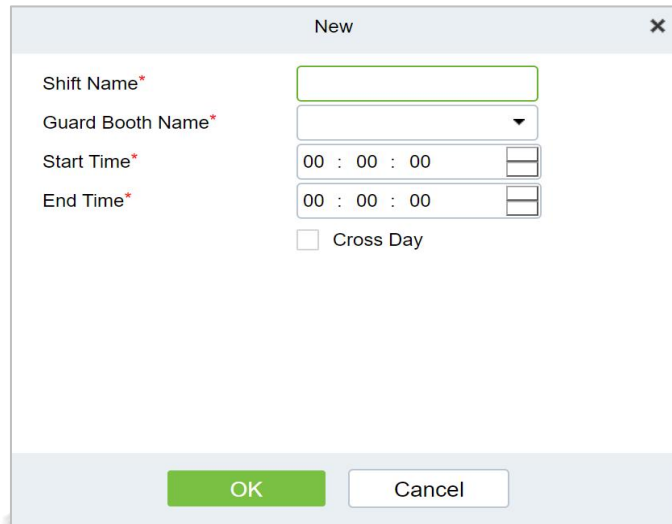 New
Shift Name*
Guard Booth Name*
Start Time* 00 : 00 : 00
End Time* 00 : 00 : 00
Cross Day
OK Cancel